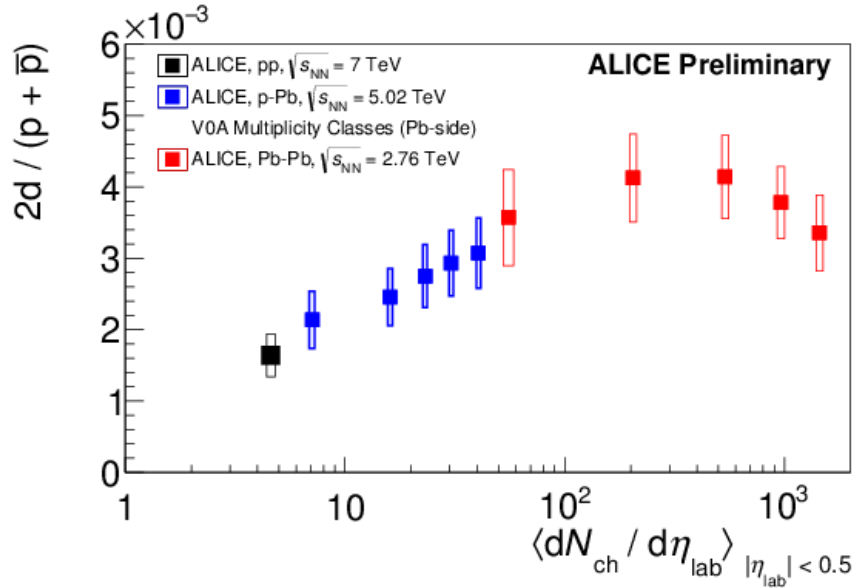 ×10⁻³
6
5
4
3
2
1
0
2d / (p + p̅)
ALICE Preliminary
ALICE, pp, √s_NN = 7 TeV
ALICE, p-Pb, √s_NN = 5.02 TeV
V0A Multiplicity Classes (Pb-side)
ALICE, Pb-Pb, √s_NN = 2.76 TeV
1 10 10² 10³
⟨dN_ch / dη_lab⟩ |η_lab| < 0.5